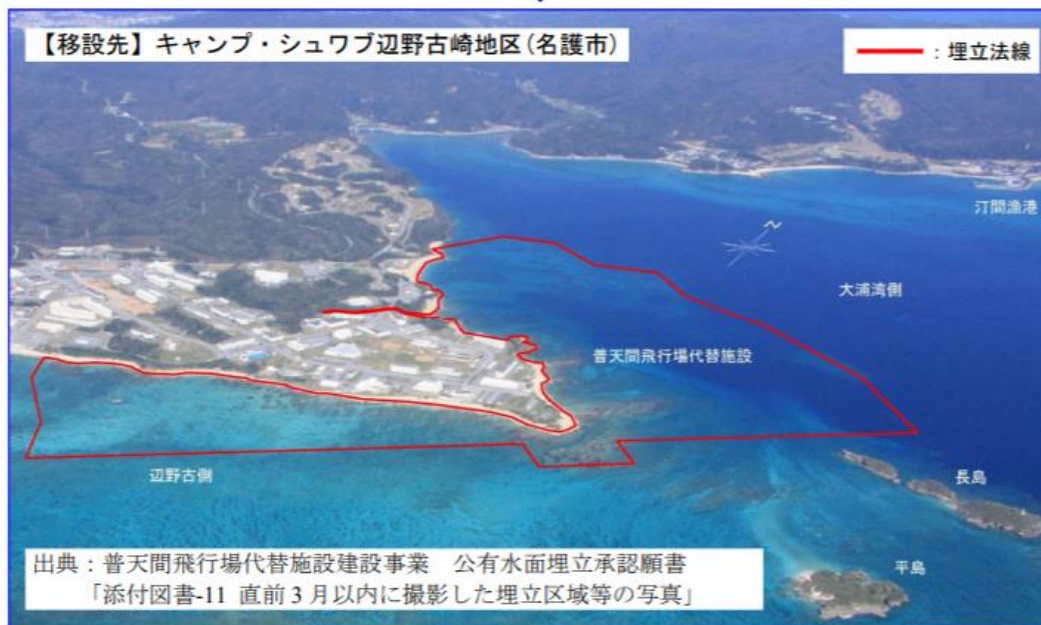 【移設先】キャンプ・シュワブ辺野古崎地区（名護市）
：埋立法線
汀間漁港
N
大浦湾側
普天間飛行場代替施設
辺野古側
長島
平島
出典：普天間飛行場代替施設建設事業　公有水面埋立承認願書
「添付図書-11 直前3月以内に撮影した埋立区域等の写真」